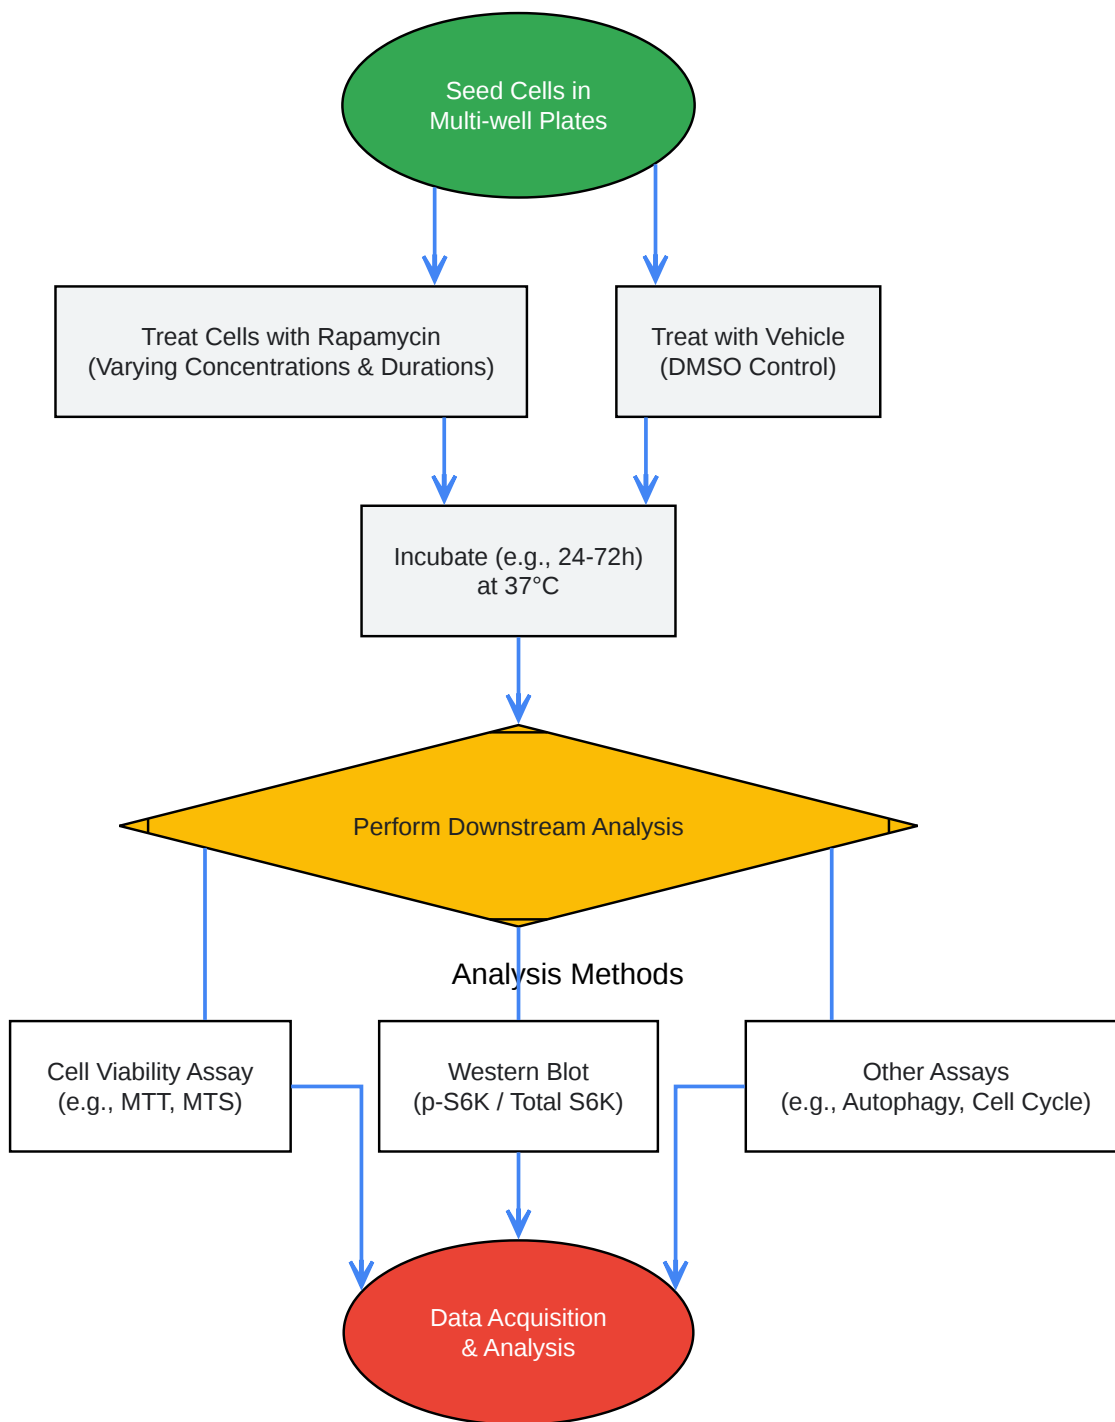 Seed Cells in
Multi-well Plates
Treat Cells with Rapamycin
(Varying Concentrations & Durations)
Treat with Vehicle
(DMSO Control)
Incubate (e.g., 24-72h)
at 37°C
Perform Downstream Analysis
Analysis Methods
Cell Viability Assay
(e.g., MTT, MTS)
Western Blot
(p-S6K / Total S6K)
Other Assays
(e.g., Autophagy, Cell Cycle)
Data Acquisition
& Analysis